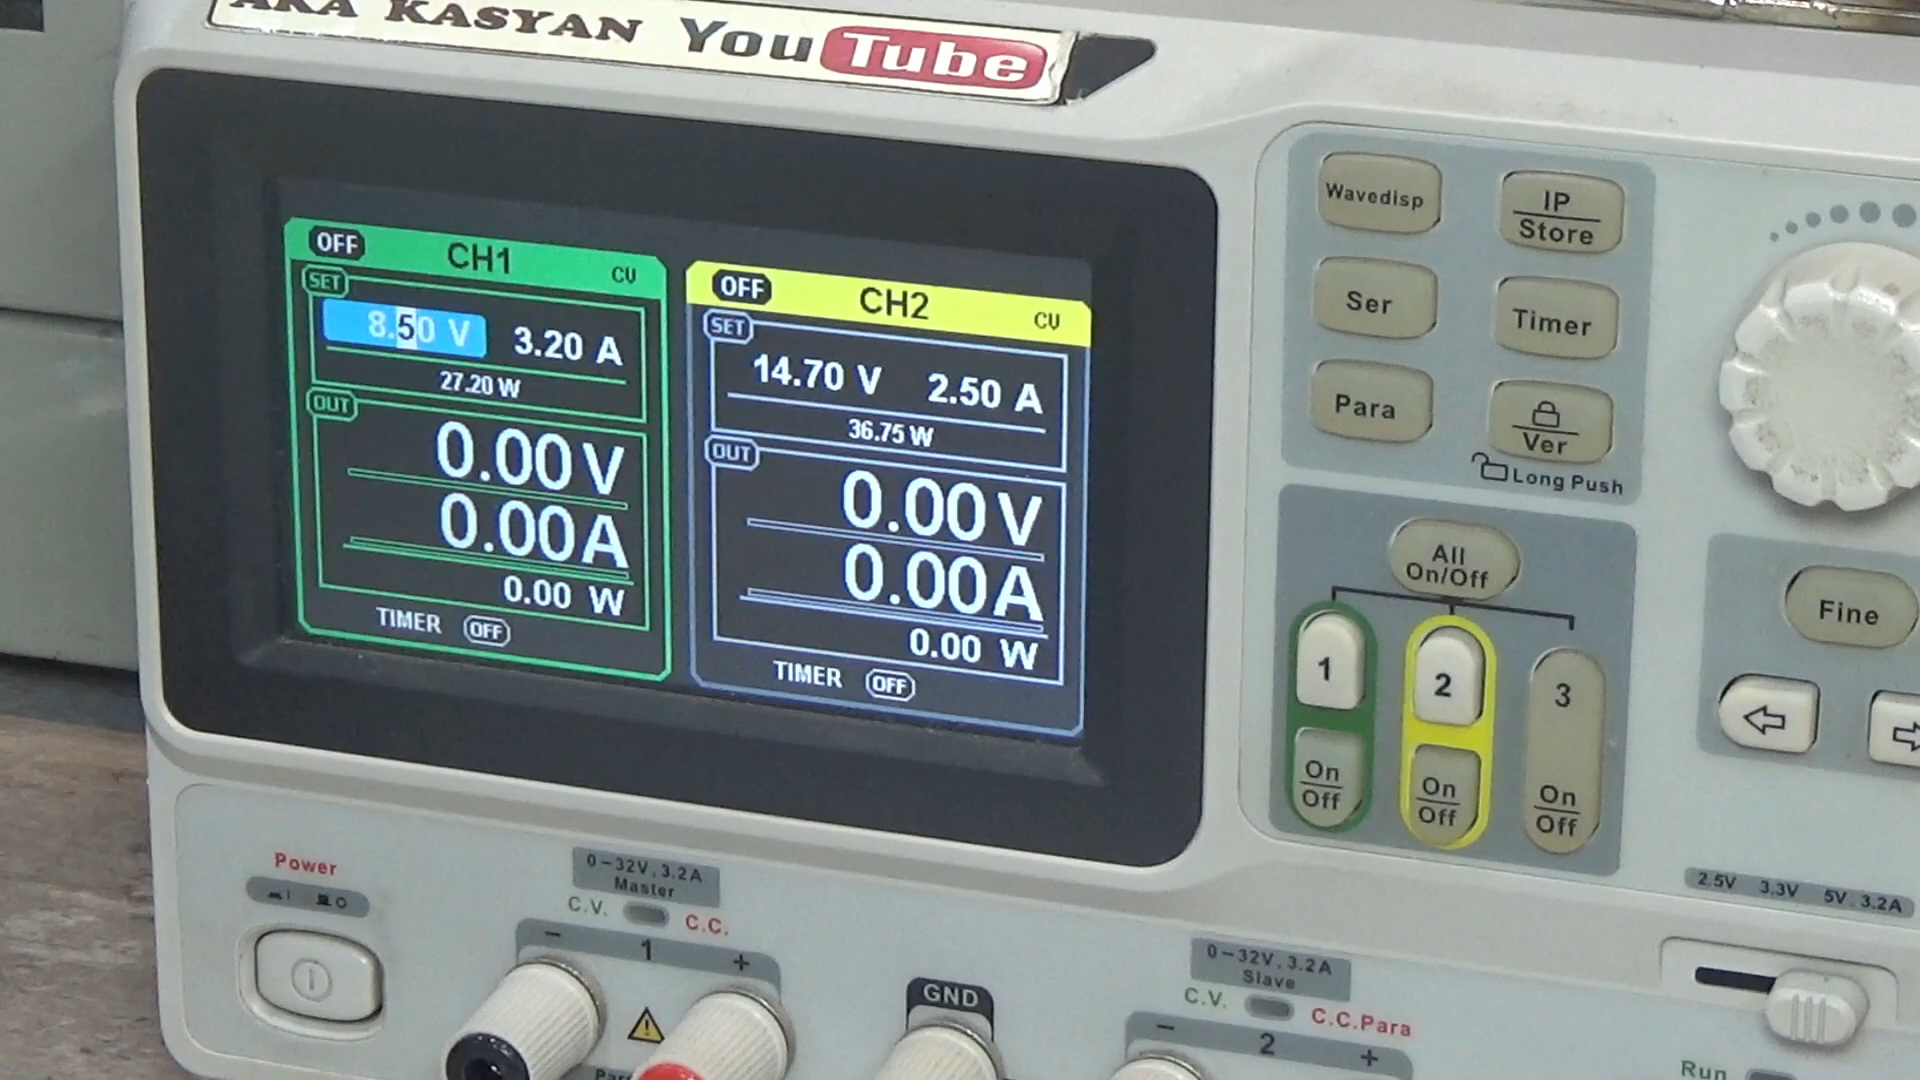 AKA KASYAN YouTube
OFF CH1 CV
SET
8.50 V 3.20 A
27.20 W
OUT
0.00 V
0.00 A
0.00 W
TIMER OFF
OFF CH2 CV
SET
14.70 V 2.50 A
36.75 W
OUT
0.00 V
0.00 A
0.00 W
TIMER OFF
Wavedisp
IP
Store
Ser
Timer
Para
Ver
Long Push
All
On/Off
1
2
3
On
Off
On
Off
On
Off
Fine
Power
0-32V, 3.2A
Master
C.V. C.C.
- 1 +
GND
0-32V, 3.2A
Slave
C.V. C.C.Para
- 2 +
2.5V 3.3V 5V, 3.2A
Run